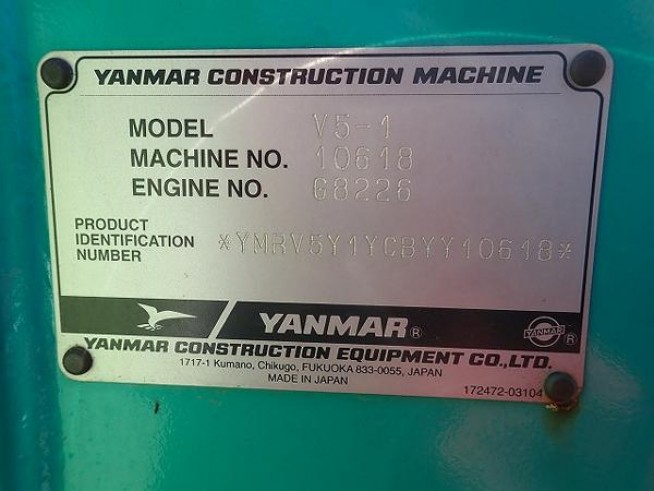 YANMAR CONSTRUCTION MACHINE
MODEL V5-1
MACHINE NO. 10618
ENGINE NO. G8226
PRODUCT
IDENTIFICATION
NUMBER *YMRV5Y1YCBYY10618*
YANMAR®
YANMAR ®
YANMAR CONSTRUCTION EQUIPMENT CO.,LTD.
1717-1 Kumano, Chikugo, FUKUOKA 833-0055, JAPAN
MADE IN JAPAN
172472-03104